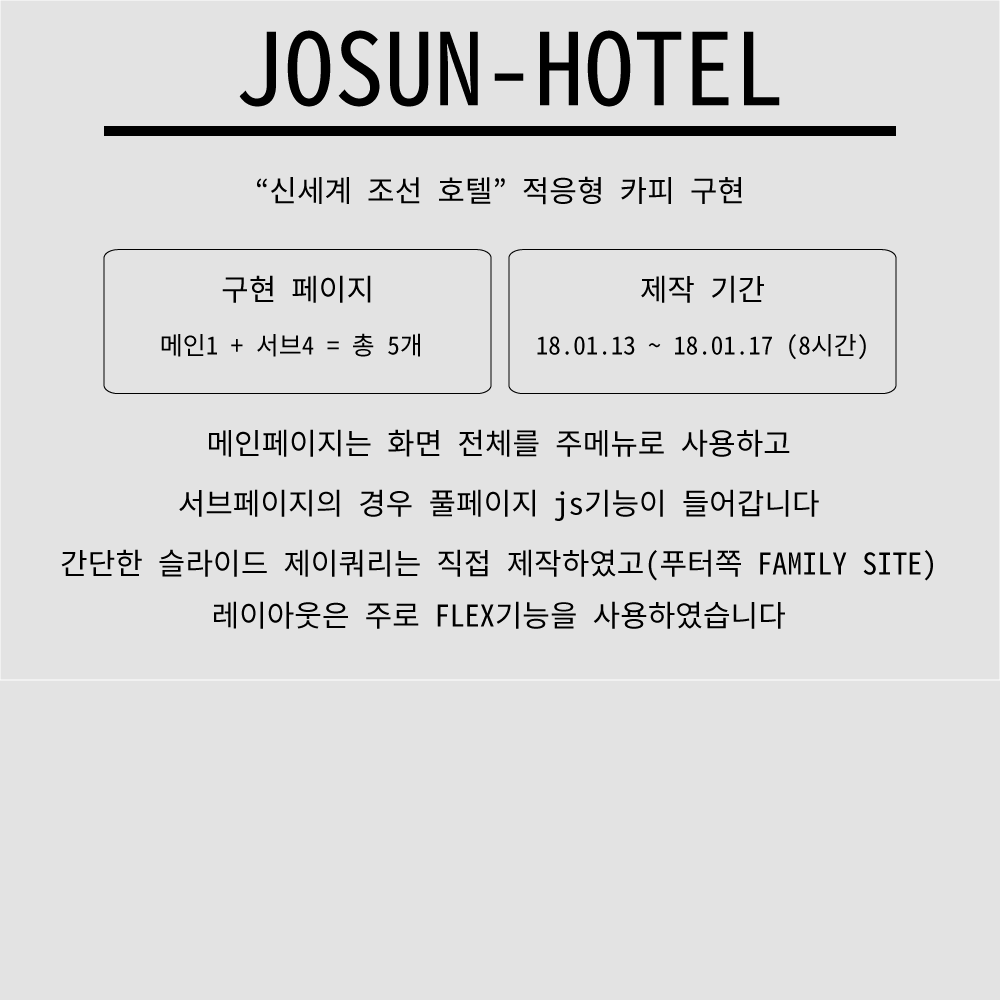 JOSUN-HOTEL
“신세계 조선 호텔” 적응형 카피 구현
구현 페이지
메인1 + 서브4 = 총 5개
제작 기간
18.01.13 ~ 18.01.17 (8시간)
메인페이지는 화면 전체를 주메뉴로 사용하고
서브페이지의 경우 풀페이지 js기능이 들어갑니다
간단한 슬라이드 제이쿼리는 직접 제작하였고(푸터쪽 FAMILY SITE)
레이아웃은 주로 FLEX기능을 사용하였습니다